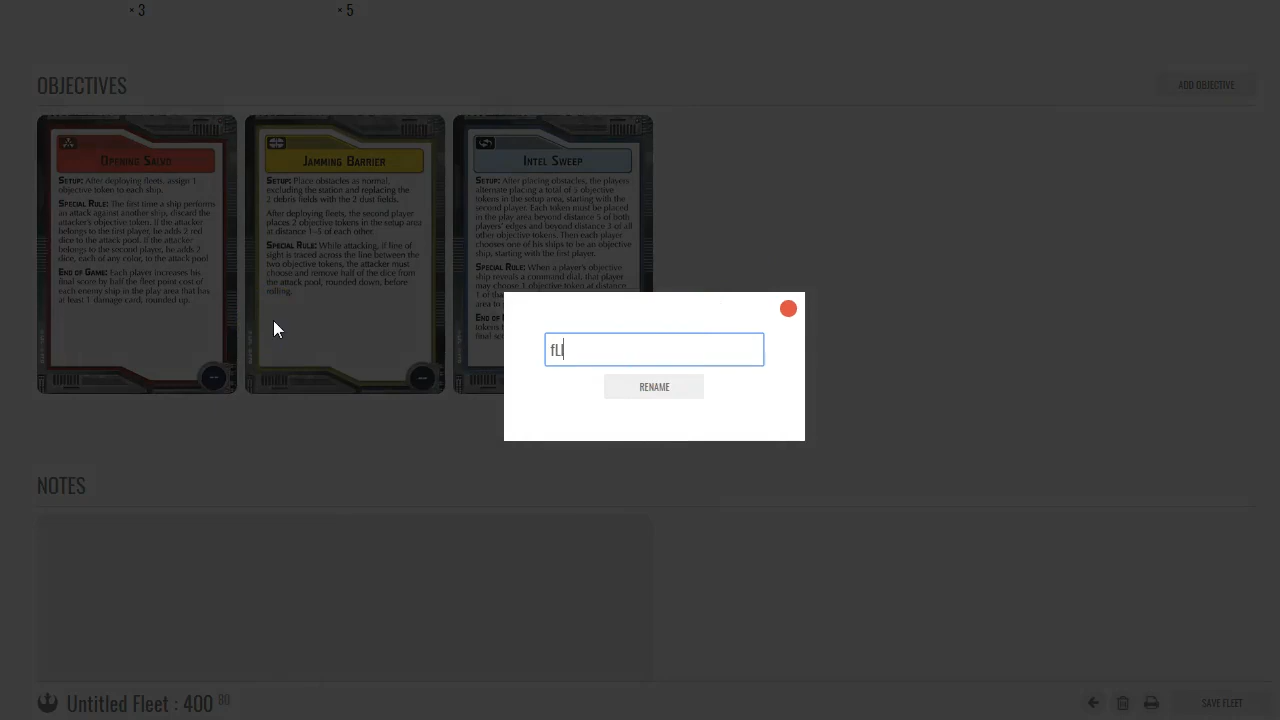 × 3
× 5
OBJECTIVES
ADD OBJECTIVE
OPENING SALVO
SETUP: After deploying fleets, assign 1
objective token to each ship.
SPECIAL RULE: The first time a ship performs
an attack against another ship, discard the
attacker's objective token. If the attacker
belongs to the first player, he adds 2 red
dice to the attack pool. If the attacker
belongs to the second player, he adds 2
dice, each of any color, to the attack pool
END OF GAME: Each player increases his
final score by half the fleet point cost of
each enemy ship in the play area that has
at least 1 damage card, rounded up.
JAMMING BARRIER
SETUP: Place obstacles as normal,
excluding the station and replacing the
2 debris fields with the 2 dust fields.
After deploying fleets, the second player
places 2 objective tokens in the setup area
at distance 1–5 of each other.
SPECIAL RULE: While attacking, if line of
sight is traced across the line between the
two objective tokens, the attacker must
choose and remove half of the dice from
the attack pool, rounded down, before
rolling.
INTEL SWEEP
SETUP: After placing obstacles, the players
alternate placing a total of 5 objective
tokens in the setup area, starting with the
second player. Each token must be placed
in the play area beyond distance 5 of both
players' edges and beyond distance 3 of all
other objective tokens. Then each player
chooses one of his ships to be an objective
ship, starting with the first player.
SPECIAL RULE: When a player's objective
ship reveals a command dial, that player
may choose 1 objective token at distance
1 of tha
area to
END OF
tokens
final sc
fLI
RENAME
NOTES
Untitled Fleet : 400
SAVE FLEET